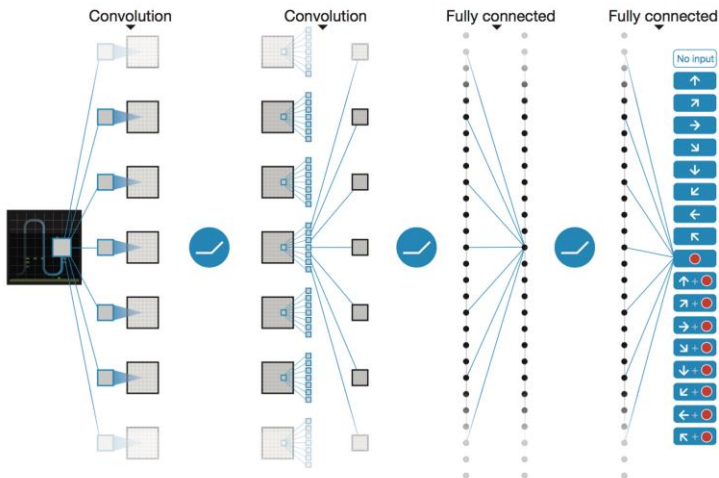 Convolution
Convolution
Fully connected
Fully connected
No input
+
+
+
+
+
+
+
+